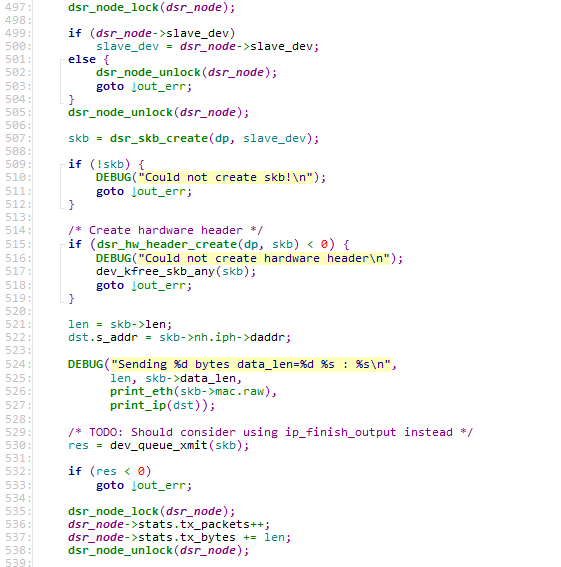 497: dsr_node_lock(dsr_node);
498:
499: if (dsr_node->slave_dev)
500: slave_dev = dsr_node->slave_dev;
501: else {
502: dsr_node_unlock(dsr_node);
503: goto ↓out_err;
504: }
505: dsr_node_unlock(dsr_node);
506:
507: skb = dsr_skb_create(dp, slave_dev);
508:
509: if (!skb) {
510: DEBUG("Could not create skb!\n");
511: goto ↓out_err;
512: }
513:
514: /* Create hardware header */
515: if (dsr_hw_header_create(dp, skb) < 0) {
516: DEBUG("Could not create hardware header\n");
517: dev_kfree_skb_any(skb);
518: goto ↓out_err;
519: }
520:
521: len = skb->len;
522: dst.s_addr = skb->nh.iph->daddr;
523:
524: DEBUG("Sending %d bytes data_len=%d %s : %s\n",
525: len, skb->data_len,
526: print_eth(skb->mac.raw),
527: print_ip(dst));
528:
529: /* TODO: Should consider using ip_finish_output instead */
530: res = dev_queue_xmit(skb);
531:
532: if (res < 0)
533: goto ↓out_err;
534:
535: dsr_node_lock(dsr_node);
536: dsr_node->stats.tx_packets++;
537: dsr_node->stats.tx_bytes += len;
538: dsr_node_unlock(dsr_node);
539: